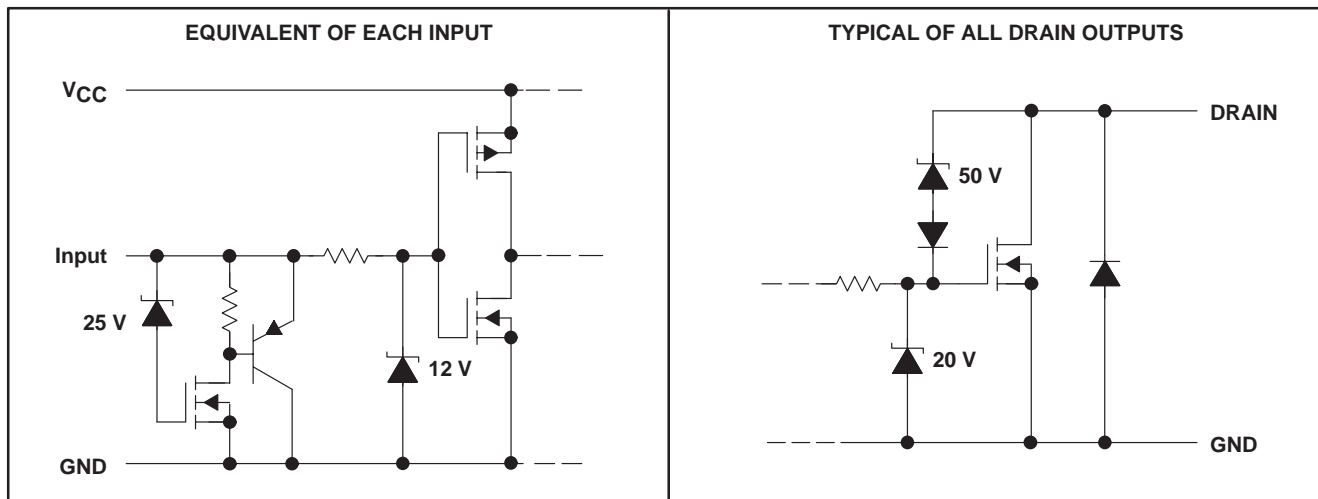 EQUIVALENT OF EACH INPUT
VCC
Input
25 V
12 V
GND
TYPICAL OF ALL DRAIN OUTPUTS
DRAIN
50 V
20 V
GND